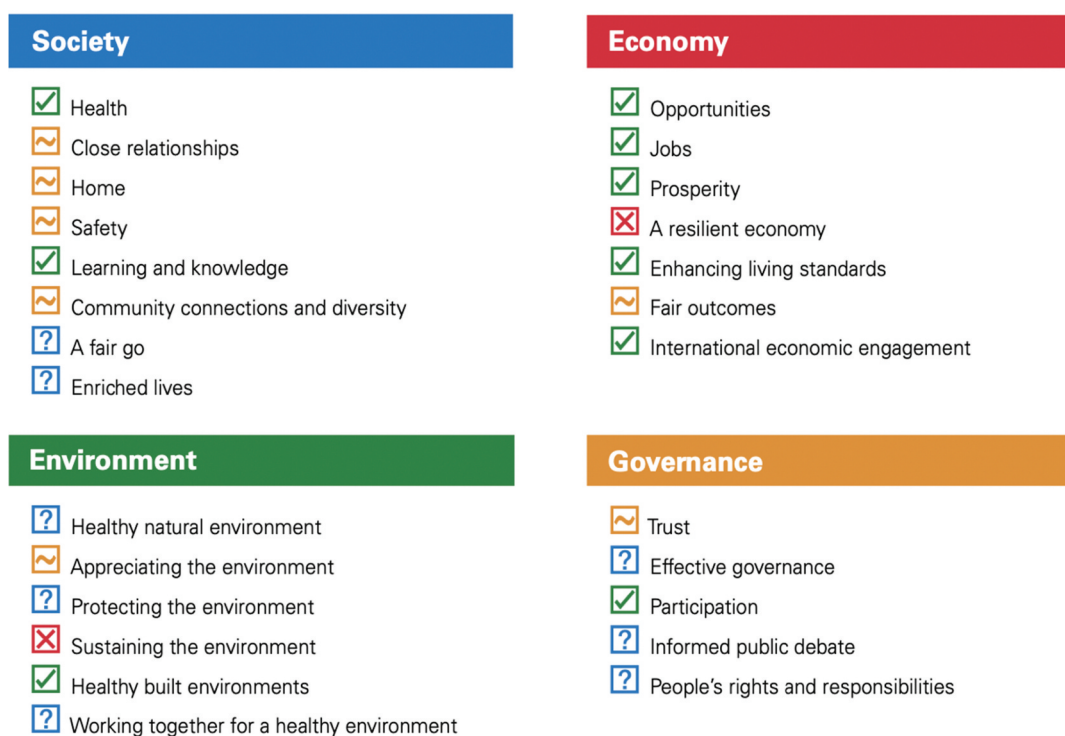 Society
Health
Close relationships
Home
Safety
Learning and knowledge
Community connections and diversity
A fair go
Enriched lives
Economy
Opportunities
Jobs
Prosperity
A resilient economy
Enhancing living standards
Fair outcomes
International economic engagement
Environment
Healthy natural environment
Appreciating the environment
Protecting the environment
Sustaining the environment
Healthy built environments
Working together for a healthy environment
Governance
Trust
Effective governance
Participation
Informed public debate
People's rights and responsibilities